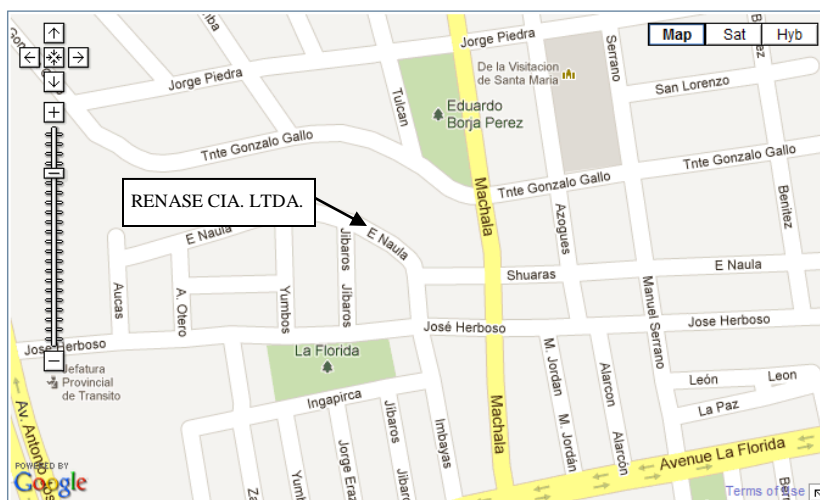 Jorge Piedra
Serrano
Map
Sat
Hyb
Jorge Piedra
De la Visitacion
de Santa Maria
San Lorenzo
Tulcan
Eduardo
Borja Perez
Tnte Gonzalo Gallo
Tnte Gonzalo Gallo
Tnte Gonzalo Gallo
Machala
Benitez
RENASE CIA. LTDA.
Azogues
E Naula
Jibaros
E Naula
E Naula
Shuaras
Aucas
A. Otero
Yumbos
Jibaros
Manuel Serrano
José Herboso
José Herboso
Jose Herboso
La Florida
M. Jordan
Alarcon
Jefatura
Provincial
de Transito
León
Leon
Ingapirca
La Paz
Machala
Av. Antonio
Jibaros
Imbayas
M. Jordán
Alarcón
Jorge Eraz
Jibaros
Avenue La Florida
POWERED BY
Google
Terms of Use